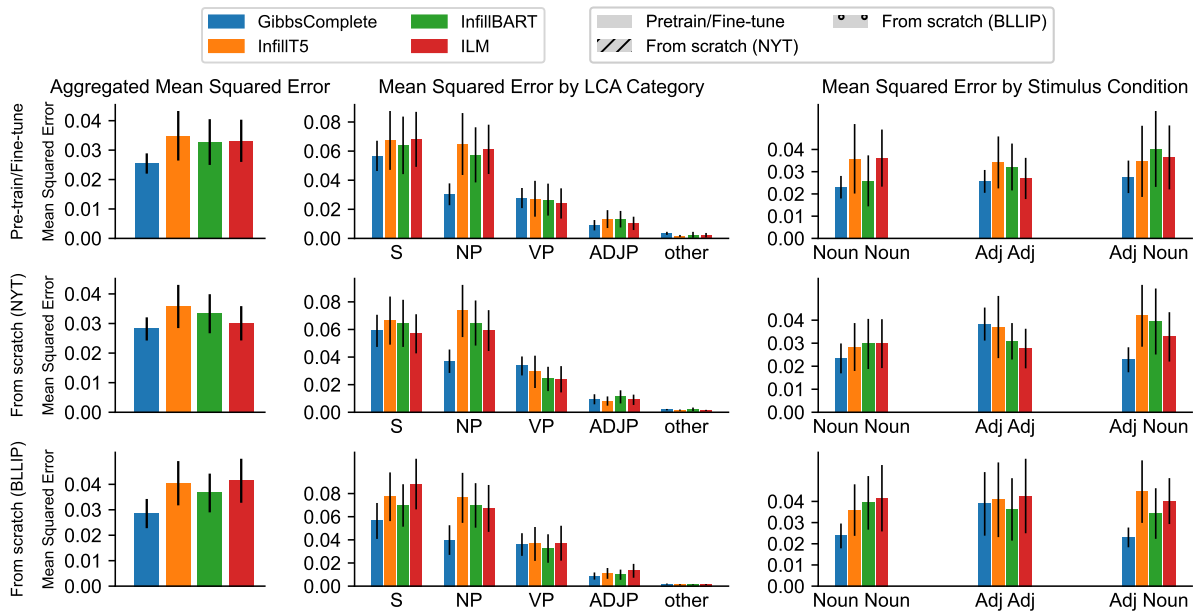 GibbsComplete
InfillBART
InfillT5
ILM
Pretrain/Fine-tune
From scratch (BLLIP)
From scratch (NYT)
Aggregated Mean Squared Error
Mean Squared Error by LCA Category
Mean Squared Error by Stimulus Condition
Pre-train/Fine-tune
Mean Squared Error
0.04
0.03
0.02
0.01
0.00
0.08
0.06
0.04
0.02
0.00
S NP VP ADJP other
0.04
0.03
0.02
0.01
0.00
Noun Noun Adj Adj Adj Noun
From scratch (NYT)
Mean Squared Error
0.04
0.03
0.02
0.01
0.00
0.08
0.06
0.04
0.02
0.00
S NP VP ADJP other
0.04
0.03
0.02
0.01
0.00
Noun Noun Adj Adj Adj Noun
From scratch (BLLIP)
Mean Squared Error
0.04
0.03
0.02
0.01
0.00
0.08
0.06
0.04
0.02
0.00
S NP VP ADJP other
0.04
0.03
0.02
0.01
0.00
Noun Noun Adj Adj Adj Noun